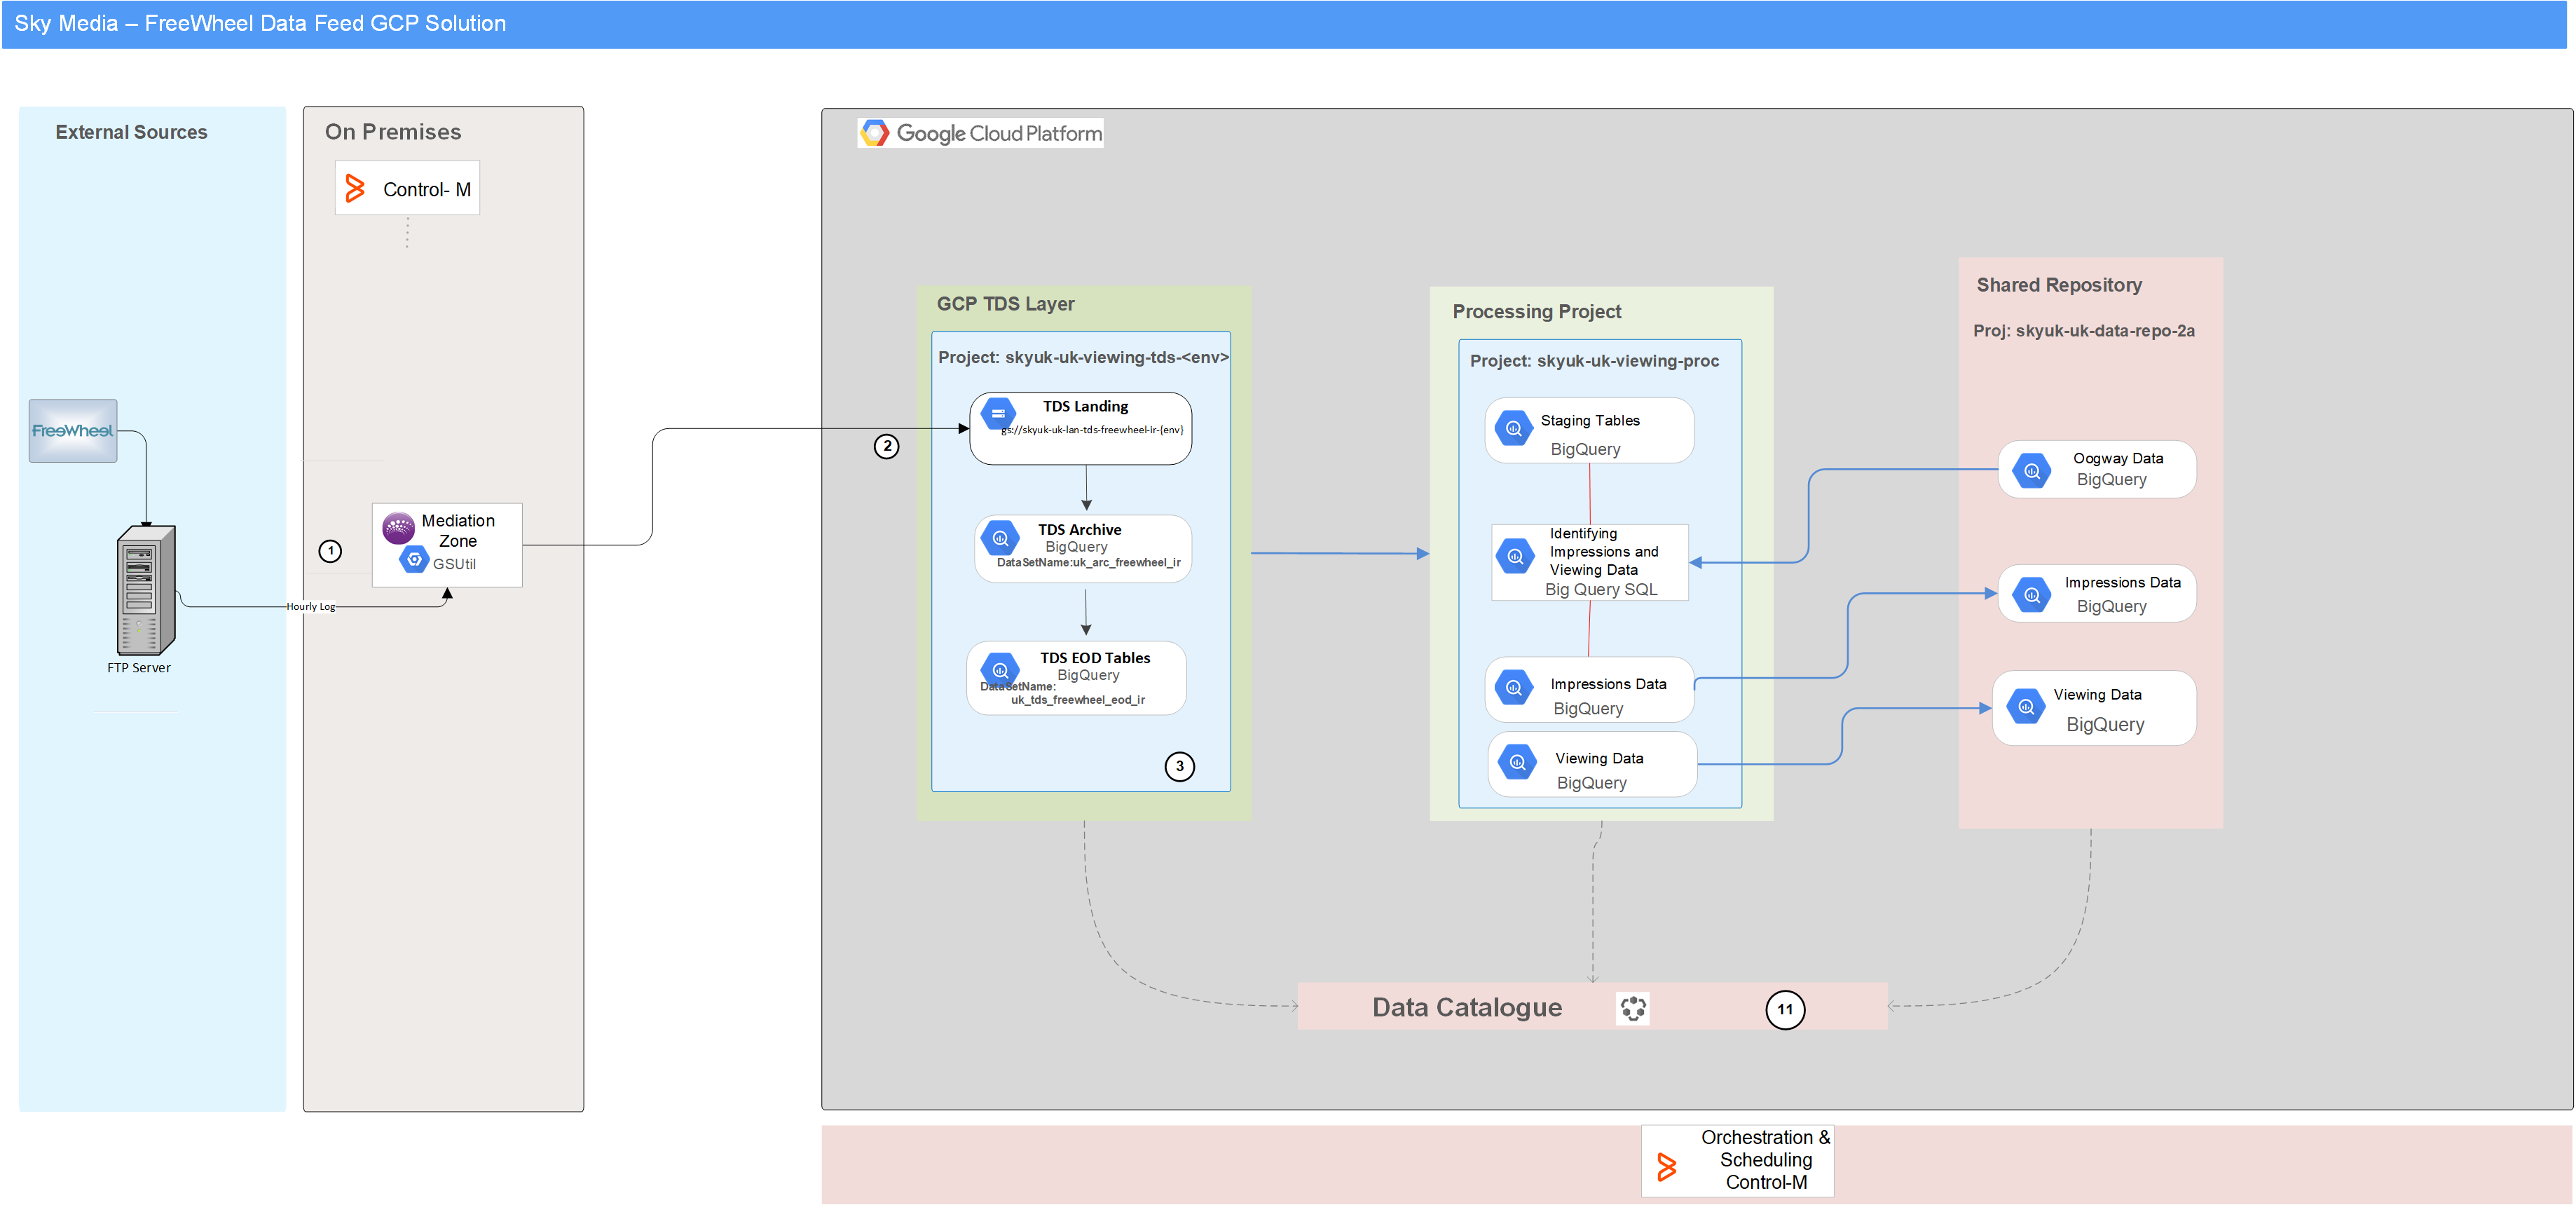 Sky Media – FreeWheel Data Feed GCP Solution
External Sources
FreeWheel
FTP Server
Hourly Log
On Premises
Control- M
1
Mediation
Zone
GSUtil
2
Google Cloud Platform
GCP TDS Layer
Project: skyuk-uk-viewing-tds-<env>
TDS Landing
gs://skyuk-uk-lan-tds-freewheel-ir-{env}
TDS Archive
BigQuery
DataSetName:uk_arc_freewheel_ir
TDS EOD Tables
BigQuery
DataSetName:
uk_tds_freewheel_eod_ir
3
Processing Project
Project: skyuk-uk-viewing-proc
Staging Tables
BigQuery
Identifying
Impressions and
Viewing Data
Big Query SQL
Impressions Data
BigQuery
Viewing Data
BigQuery
Shared Repository
Proj: skyuk-uk-data-repo-2a
Oogway Data
BigQuery
Impressions Data
BigQuery
Viewing Data
BigQuery
Data Catalogue
11
Orchestration &
Scheduling
Control-M